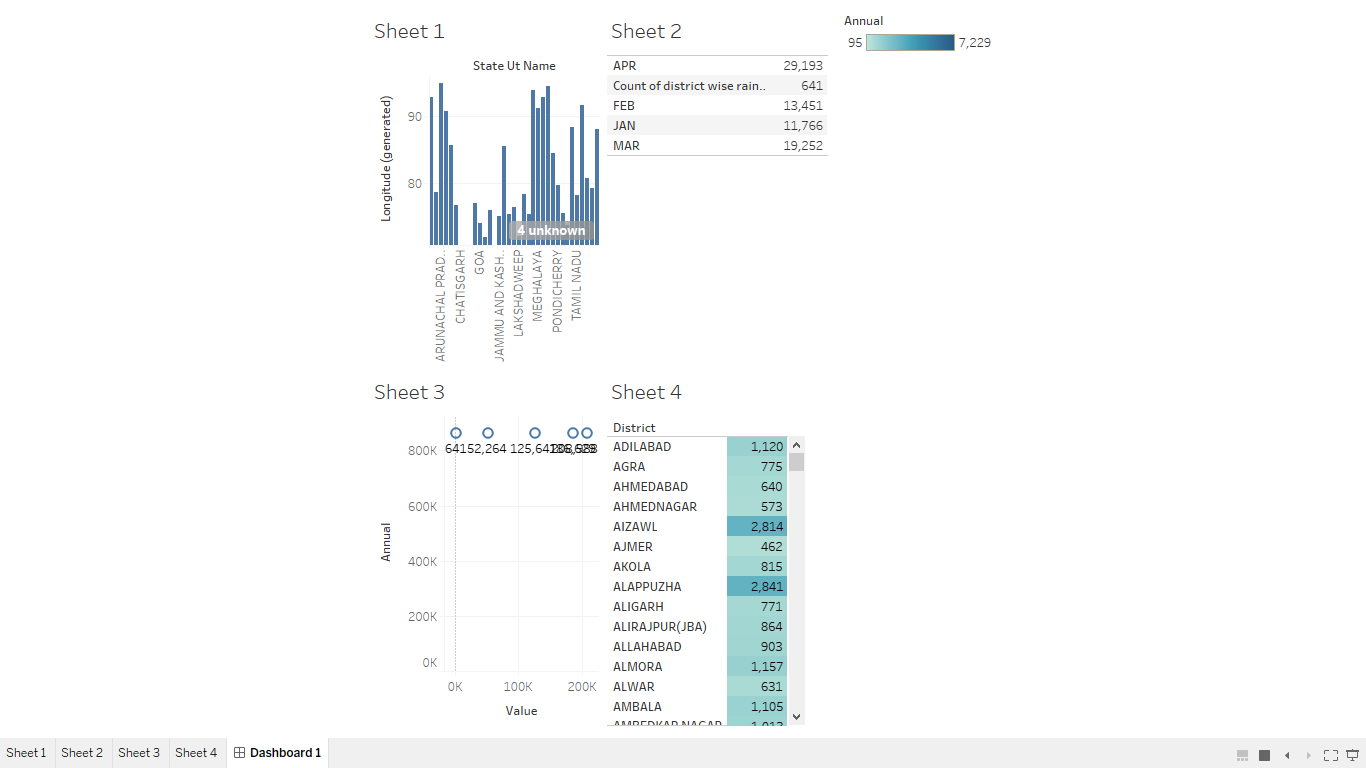 Sheet 1
State Ut Name
Longitude (generated)
90
80
4 unknown
ARUNACHAL PRAD..
CHATISGARH
GOA
JAMMU AND KASH..
LAKSHADWEEP
MEGHALAYA
PONDICHERRY
TAMIL NADU
Sheet 2
APR 29,193
Count of district wise rain.. 641
FEB 13,451
JAN 11,766
MAR 19,252
Annual
95 7,229
Sheet 3
Annual
800K
600K
400K
200K
0K
641 52,264 125,64
0K 100K 200K
Value
Sheet 4
District
ADILABAD 1,120
AGRA 775
AHMEDABAD 640
AHMEDNAGAR 573
AIZAWL 2,814
AJMER 462
AKOLA 815
ALAPPUZHA 2,841
ALIGARH 771
ALIRAJPUR(JBA) 864
ALLAHABAD 903
ALMORA 1,157
ALWAR 631
AMBALA 1,105
AMBEDKAR NAGAR 1,013
Sheet 1 Sheet 2 Sheet 3 Sheet 4 Dashboard 1